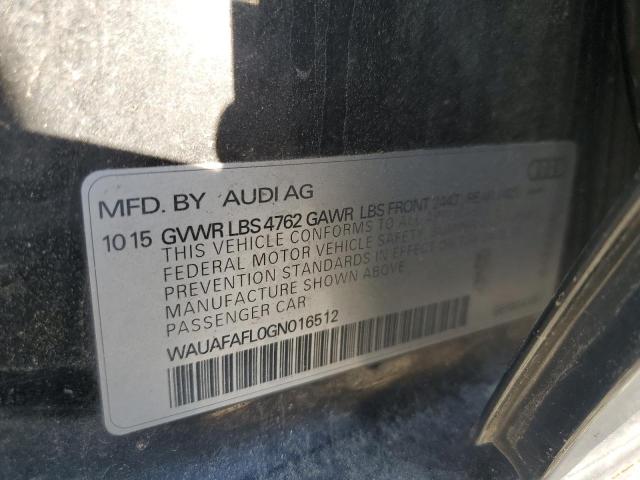 MFD. BY AUDI AG
10 15 GVWR LBS 4762 GAWR LBS FRONT
THIS VEHICLE CONFORMS TO ALL
FEDERAL MOTOR VEHICLE SAFETY
PREVENTION STANDARDS IN EFFECT
MANUFACTURE SHOWN ABOVE.
PASSENGER CAR
WAUAFAFL0GN016512